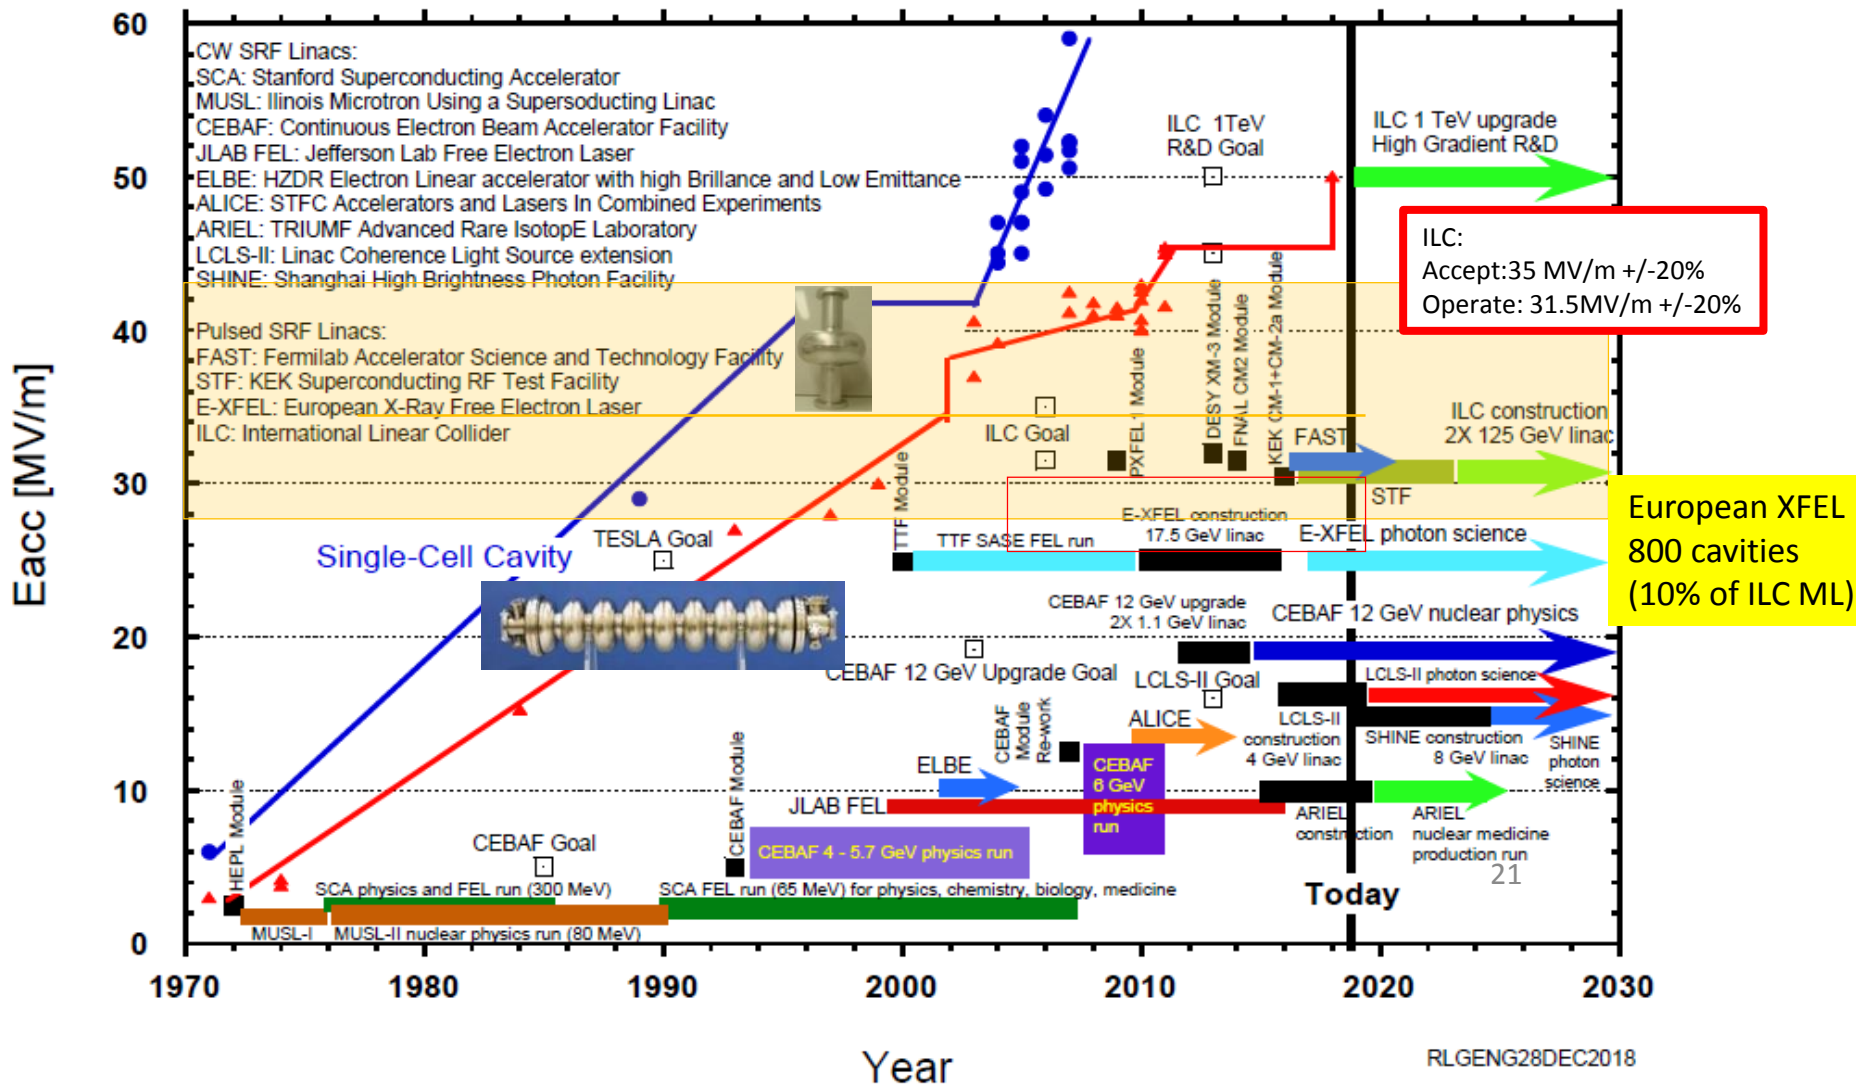 60
50
40
30
20
10
0
Eacc [MV/m]
CW SRF Linacs:
SCA: Stanford Superconducting Accelerator
MUSL: Ilinois Microtron Using a Supersoducting Linac
CEBAF: Continuous Electron Beam Accelerator Facility
JLAB FEL: Jefferson Lab Free Electron Laser
ELBE: HZDR Electron Linear accelerator with high Brillance and Low Emittance
ALICE: STFC Accelerators and Lasers In Combined Experiments
ARIEL: TRIUMF Advanced Rare IsotopE Laboratory
LCLS-II: Linac Coherence Light Source extension
SHINE: Shanghai High Brightness Photon Facility
Pulsed SRF Linacs:
FAST: Fermilab Accelerator Science and Technology Facility
STF: KEK Superconducting RF Test Facility
E-XFEL: European X-Ray Free Electron Laser
ILC: International Linear Collider
ILC 1TeV
R&D Goal
ILC 1 TeV upgrade
High Gradient R&D
ILC:
Accept:35 MV/m +/-20%
Operate: 31.5MV/m +/-20%
ILC Goal
PXFEL 1 Module
DESY XM-3 Module
FNAL CM2 Module
KEK CM-1+CM-2a Module
FAST
ILC construction
2X 125 GeV linac
STF
European XFEL
800 cavities
(10% of ILC ML)
Single-Cell Cavity
TESLA Goal
TTF Module
TTF SASE FEL run
E-XFEL construction
17.5 GeV linac
E-XFEL photon science
CEBAF 12 GeV upgrade
2X 1.1 GeV linac
CEBAF 12 GeV nuclear physics
CEBAF 12 GeV Upgrade Goal
LCLS-II Goal
LCLS-II photon science
CEBAF
Module
Re-work
ALICE
LCLS-II
construction
4 GeV linac
SHINE construction
8 GeV linac
SHINE
photon
science
ELBE
JLAB FEL
CEBAF
6 GeV
physics
run
ARIEL
construction
ARIEL
nuclear medicine
production run
21
HEPL Module
CEBAF Goal
CEBAF Module
CEBAF 4 - 5.7 GeV physics run
SCA physics and FEL run (300 MeV)
SCA FEL run (65 MeV) for physics, chemistry, biology, medicine
MUSL-I
MUSL-II nuclear physics run (80 MeV)
Today
1970
1980
1990
2000
2010
2020
2030
Year
RLGENG28DEC2018